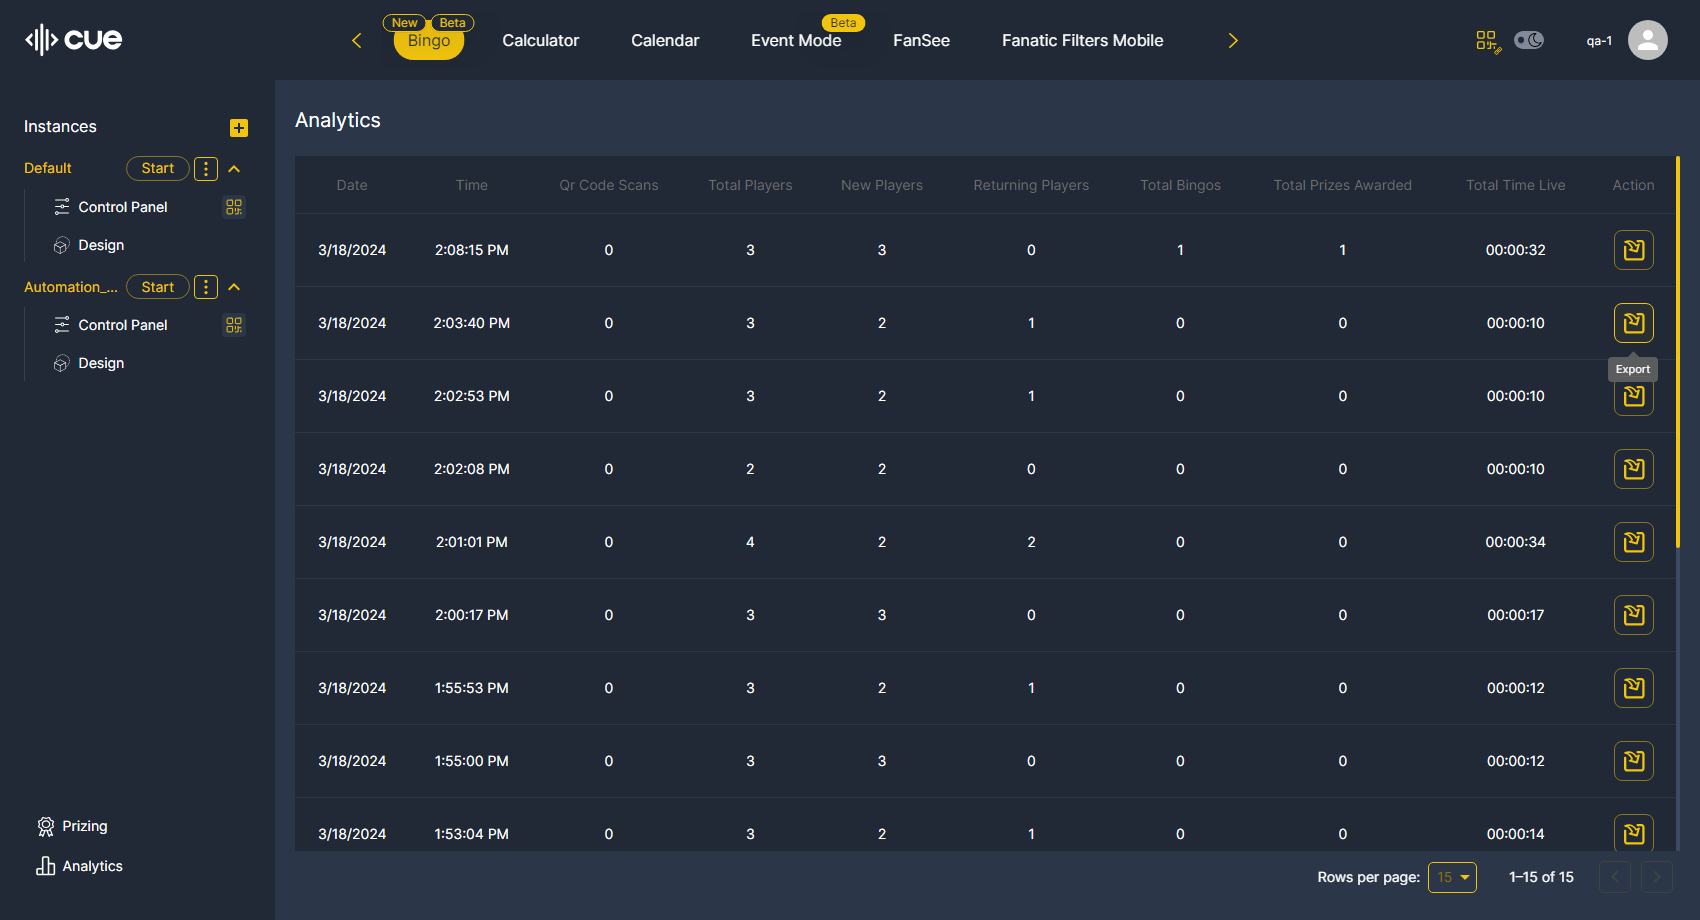 cue
New Beta
Bingo
Calculator
Calendar
Beta
Event Mode
FanSee
Fanatic Filters Mobile
qa-1
Instances
Default Start
Control Panel
Design
Automation_... Start
Control Panel
Design
Prizing
Analytics
Analytics
Date Time Qr Code Scans Total Players New Players Returning Players Total Bingos Total Prizes Awarded Total Time Live Action
3/18/2024 2:08:15 PM 0 3 3 0 1 1 00:00:32
3/18/2024 2:03:40 PM 0 3 2 1 0 0 00:00:10
Export
3/18/2024 2:02:53 PM 0 3 2 1 0 0 00:00:10
3/18/2024 2:02:08 PM 0 2 2 0 0 0 00:00:10
3/18/2024 2:01:01 PM 0 4 2 2 0 0 00:00:34
3/18/2024 2:00:17 PM 0 3 3 0 0 0 00:00:17
3/18/2024 1:55:53 PM 0 3 2 1 0 0 00:00:12
3/18/2024 1:55:00 PM 0 3 3 0 0 0 00:00:12
3/18/2024 1:53:04 PM 0 3 2 1 0 0 00:00:14
Rows per page: 15 1–15 of 15